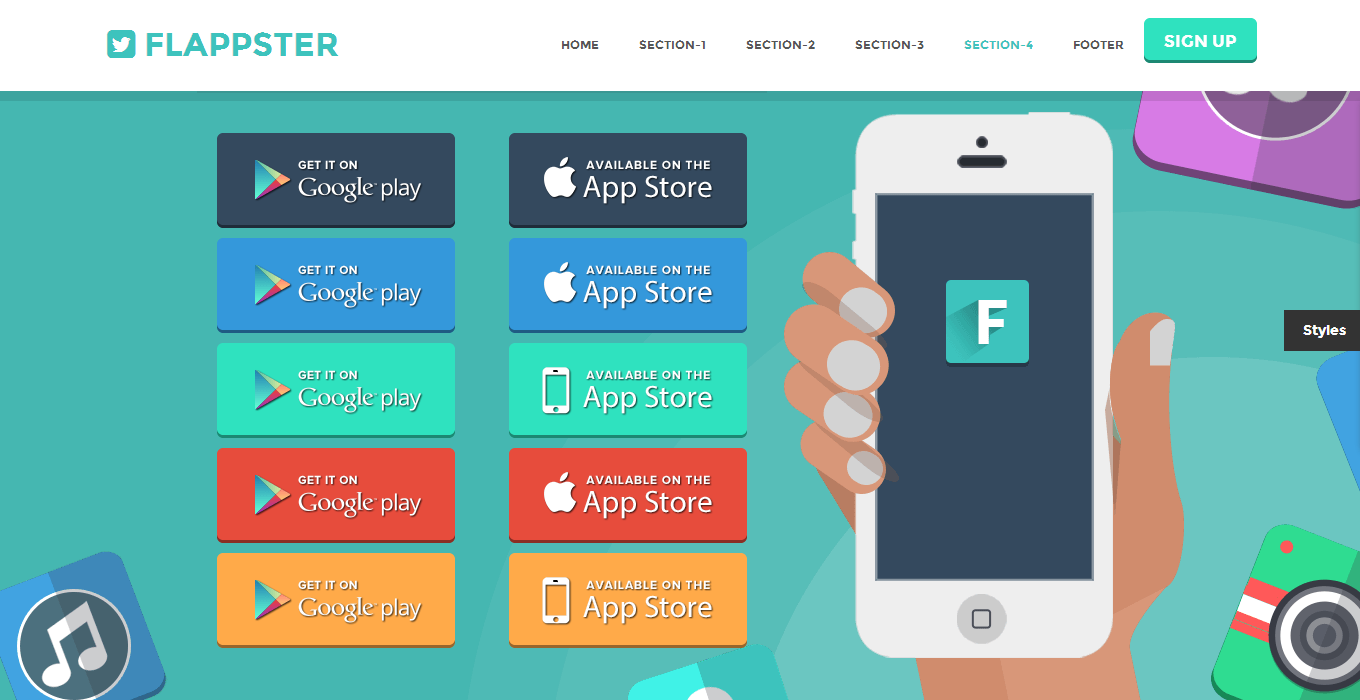 FLAPPSTER
HOME SECTION-1 SECTION-2 SECTION-3 SECTION-4 FOOTER SIGN UP
GET IT ON
Google play
AVAILABLE ON THE
App Store
GET IT ON
Google play
AVAILABLE ON THE
App Store
GET IT ON
Google play
AVAILABLE ON THE
App Store
GET IT ON
Google play
AVAILABLE ON THE
App Store
GET IT ON
Google play
AVAILABLE ON THE
App Store
F
Styles